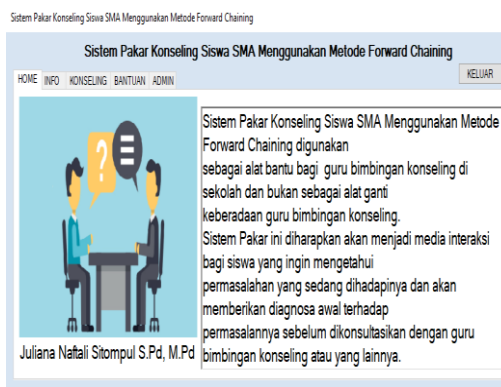 Sistem Pakar Konseling Siswa SMA Menggunakan Metode Forward Chaining
Sistem Pakar Konseling Siswa SMA Menggunakan Metode Forward Chaining
KELUAR
HOME INFO KONSELING BANTUAN ADMIN
?
Sistem Pakar Konseling Siswa SMA Menggunakan Metode
Forward Chaining digunakan
sebagai alat bantu bagi guru bimbingan konseling di
sekolah dan bukan sebagai alat ganti
keberadaan guru bimbingan konseling.
Sistem Pakar ini diharapkan akan menjadi media interaksi
bagi siswa yang ingin mengetahui
permasalahan yang sedang dihadapinya dan akan
memberikan diagnosa awal terhadap
permasalannya sebelum dikonsultasikan dengan guru
bimbingan konseling atau yang lainnya.
Juliana Naftali Sitompul S.Pd, M.Pd